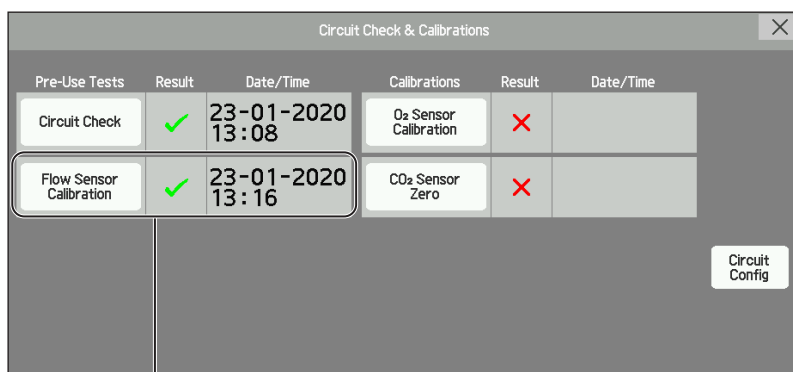 Circuit Check & Calibrations
Pre-Use Tests Result Date/Time Calibrations Result Date/Time
Circuit Check 23-01-2020 13:08
O₂ Sensor Calibration
Flow Sensor Calibration 23-01-2020 13:16
CO₂ Sensor Zero
Circuit Config